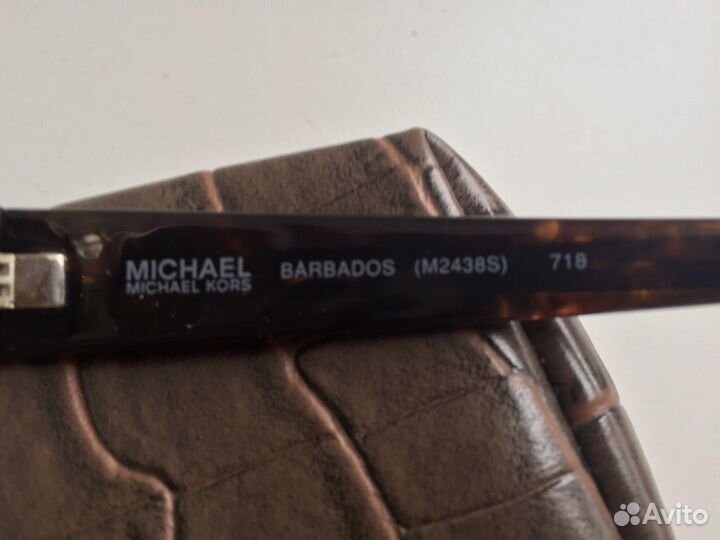 MICHAEL BARBADOS (M2438S) 718
MICHAEL KORS
Avito